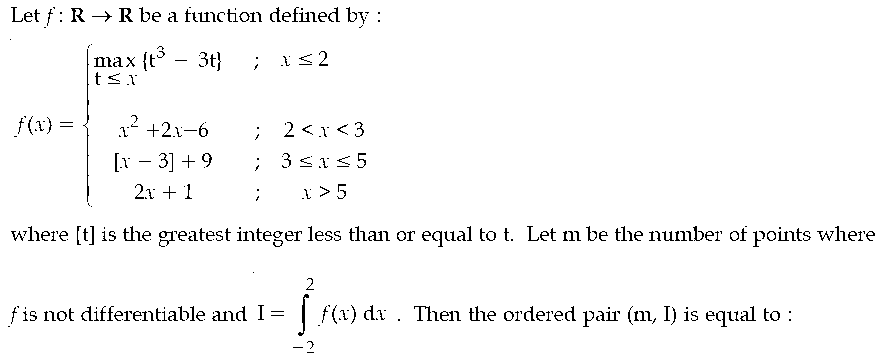 Let f : R → R be a function defined by :
f(x) = { max {t³ − 3t} ; x ≤ 2
t ≤ x
x² +2x−6 ; 2 < x < 3
[x − 3] + 9 ; 3 ≤ x ≤ 5
2x + 1 ; x > 5
where [t] is the greatest integer less than or equal to t. Let m be the number of points where
f is not differentiable and I = ∫₋₂² f(x) dx . Then the ordered pair (m, I) is equal to :